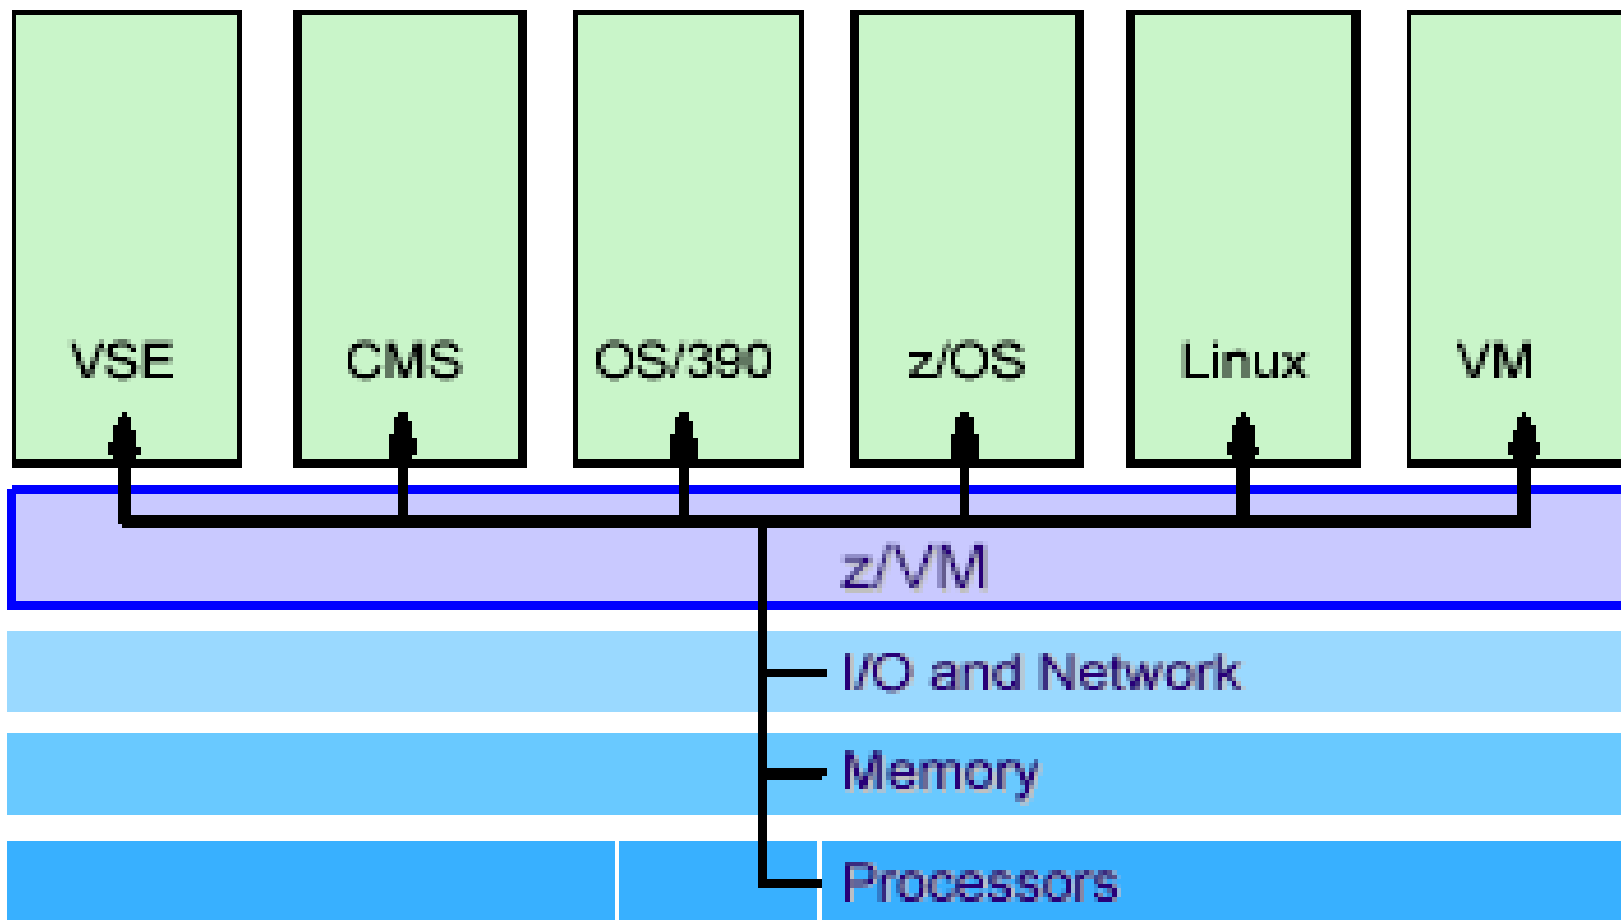 VSE
CMS
OS/390
z/OS
Linux
VM
z/VM
I/O and Network
Memory
Processors